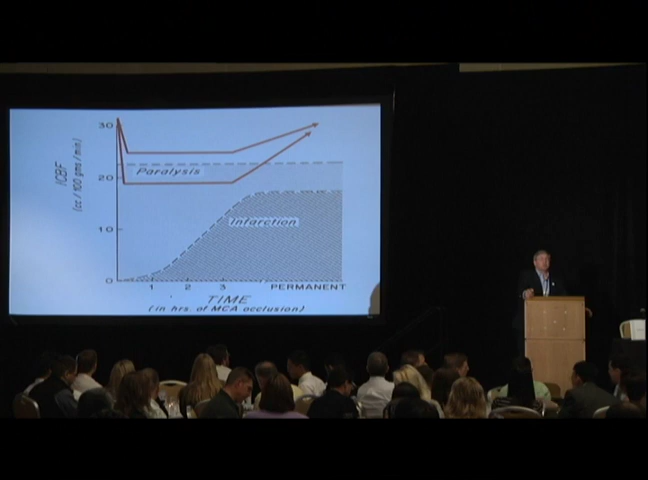 30
20
10
0
ICBF
(cc / 100 gms / min.)
Paralysis
Infarction
1 2 3 PERMANENT
TIME
(in hrs. of MCA occlusion)